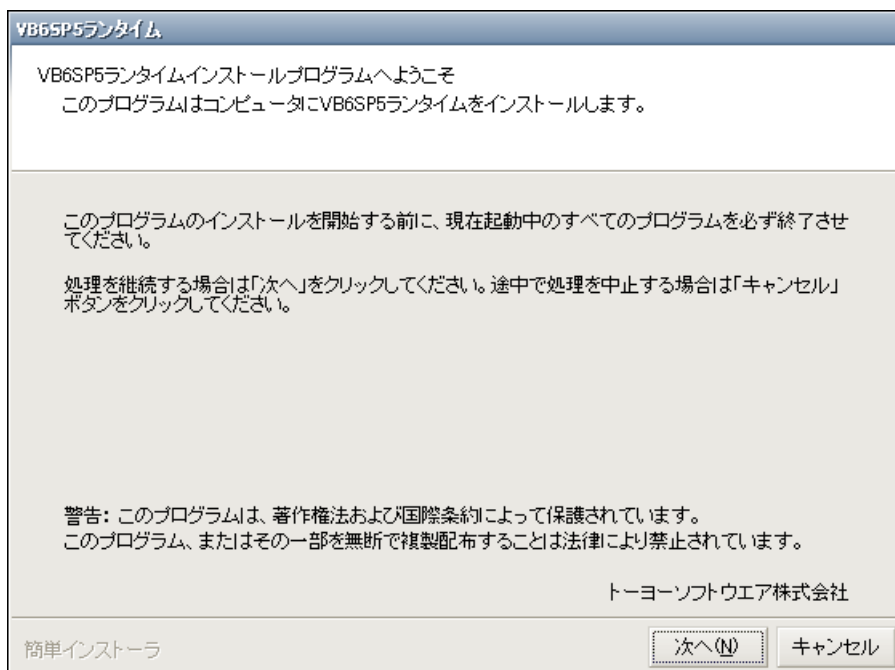 VB6SP5ランタイム
VB6SP5ランタイムインストールプログラムへようこそ
このプログラムはコンピュータにVB6SP5ランタイムをインストールします。
このプログラムのインストールを開始する前に、現在起動中のすべてのプログラムを必ず終了させ
てください。
処理を継続する場合は「次へ」をクリックしてください。途中で処理を中止する場合は「キャンセル」
ボタンをクリックしてください。
警告: このプログラムは、著作権法および国際条約によって保護されています。
このプログラム、またはその一部を無断で複製配布することは法律により禁止されています。
トーヨーソフトウエア株式会社
簡単インストーラ
次へ(N)
キャンセル